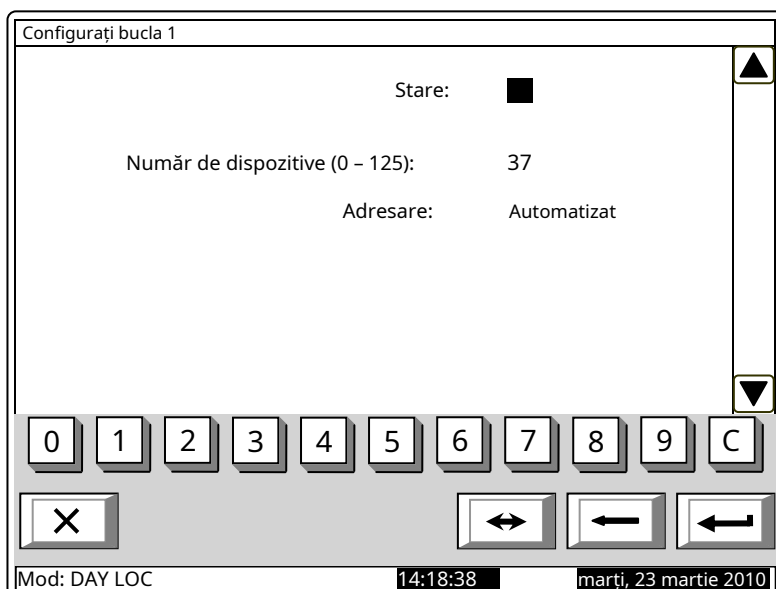 Configurați bucla 1
Stare:
Număr de dispozitive (0 – 125): 37
Adresare: Automatizat
0 1 2 3 4 5 6 7 8 9 C
Mod: DAY LOC 14:18:38 marți, 23 martie 2010